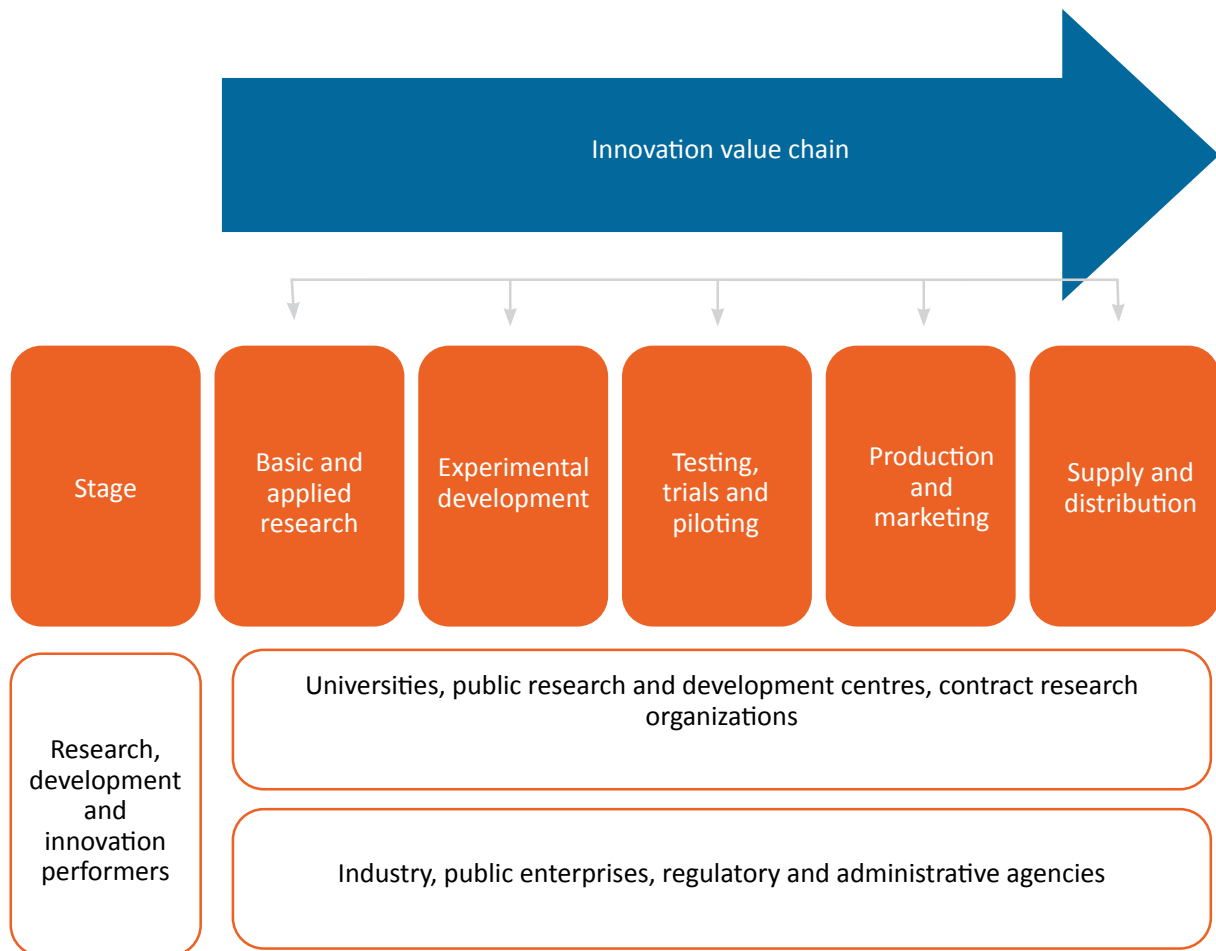 Innovation value chain
Stage
Basic and
applied
research
Experimental
development
Testing,
trials and
piloting
Production
and
marketing
Supply and
distribution
Research,
development
and
innovation
performers
Universities, public research and development centres, contract research
organizations
Industry, public enterprises, regulatory and administrative agencies